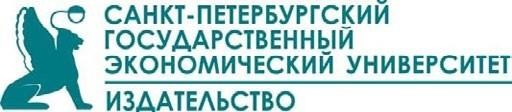 САНКТ-ПЕТЕРБУРГСКИЙ
ГОСУДАРСТВЕННЫЙ
ЭКОНОМИЧЕСКИЙ УНИВЕРСИТЕТ
ИЗДАТЕЛЬСТВО